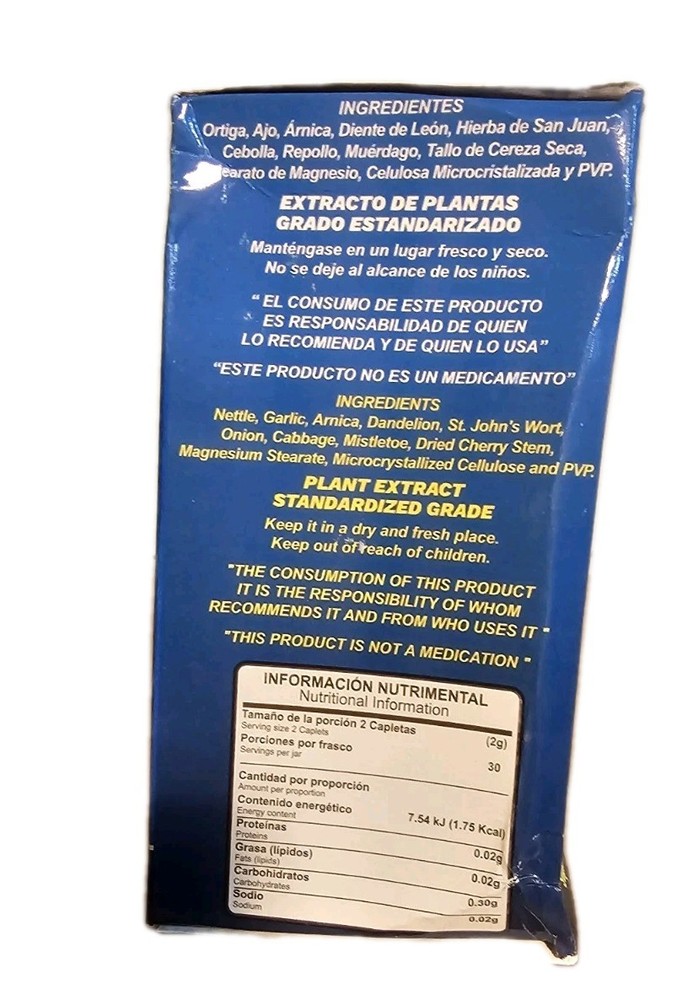 INGREDIENTES
Ortiga, Ajo, Árnica, Diente de León, Hierba de San Juan,
Cebolla, Repollo, Muérdago, Tallo de Cereza Seca,
earato de Magnesio, Celulosa Microcristalizada y PVP.
EXTRACTO DE PLANTAS
GRADO ESTANDARIZADO
Manténgase en un lugar fresco y seco.
No se deje al alcance de los niños.
“ EL CONSUMO DE ESTE PRODUCTO
ES RESPONSABILIDAD DE QUIEN
LO RECOMIENDA Y DE QUIEN LO USA”
“ESTE PRODUCTO NO ES UN MEDICAMENTO”
INGREDIENTS
Nettle, Garlic, Arnica, Dandelion, St. John's Wort,
Onion, Cabbage, Mistletoe, Dried Cherry Stem,
Magnesium Stearate, Microcrystallized Cellulose and PVP.
PLANT EXTRACT
STANDARDIZED GRADE
Keep it in a dry and fresh place.
Keep out of reach of children.
"THE CONSUMPTION OF THIS PRODUCT
IT IS THE RESPONSIBILITY OF WHOM
RECOMMENDS IT AND FROM WHO USES IT "
"THIS PRODUCT IS NOT A MEDICATION "
INFORMACIÓN NUTRIMENTAL
Nutritional Information
Tamaño de la porción 2 Capletas (2g)
Serving size 2 Caplets
Porciones por frasco 30
Servings per jar
Cantidad por proporción
Amount per proportion
Contenido energético 7.54 kJ (1.75 Kcal)
Energy content
Proteínas 0.02g
Proteins
Grasa (lípidos) 0.02g
Fats (lipids)
Carbohidratos 0.30g
Carbohydrates
Sodio 0.02g
Sodium